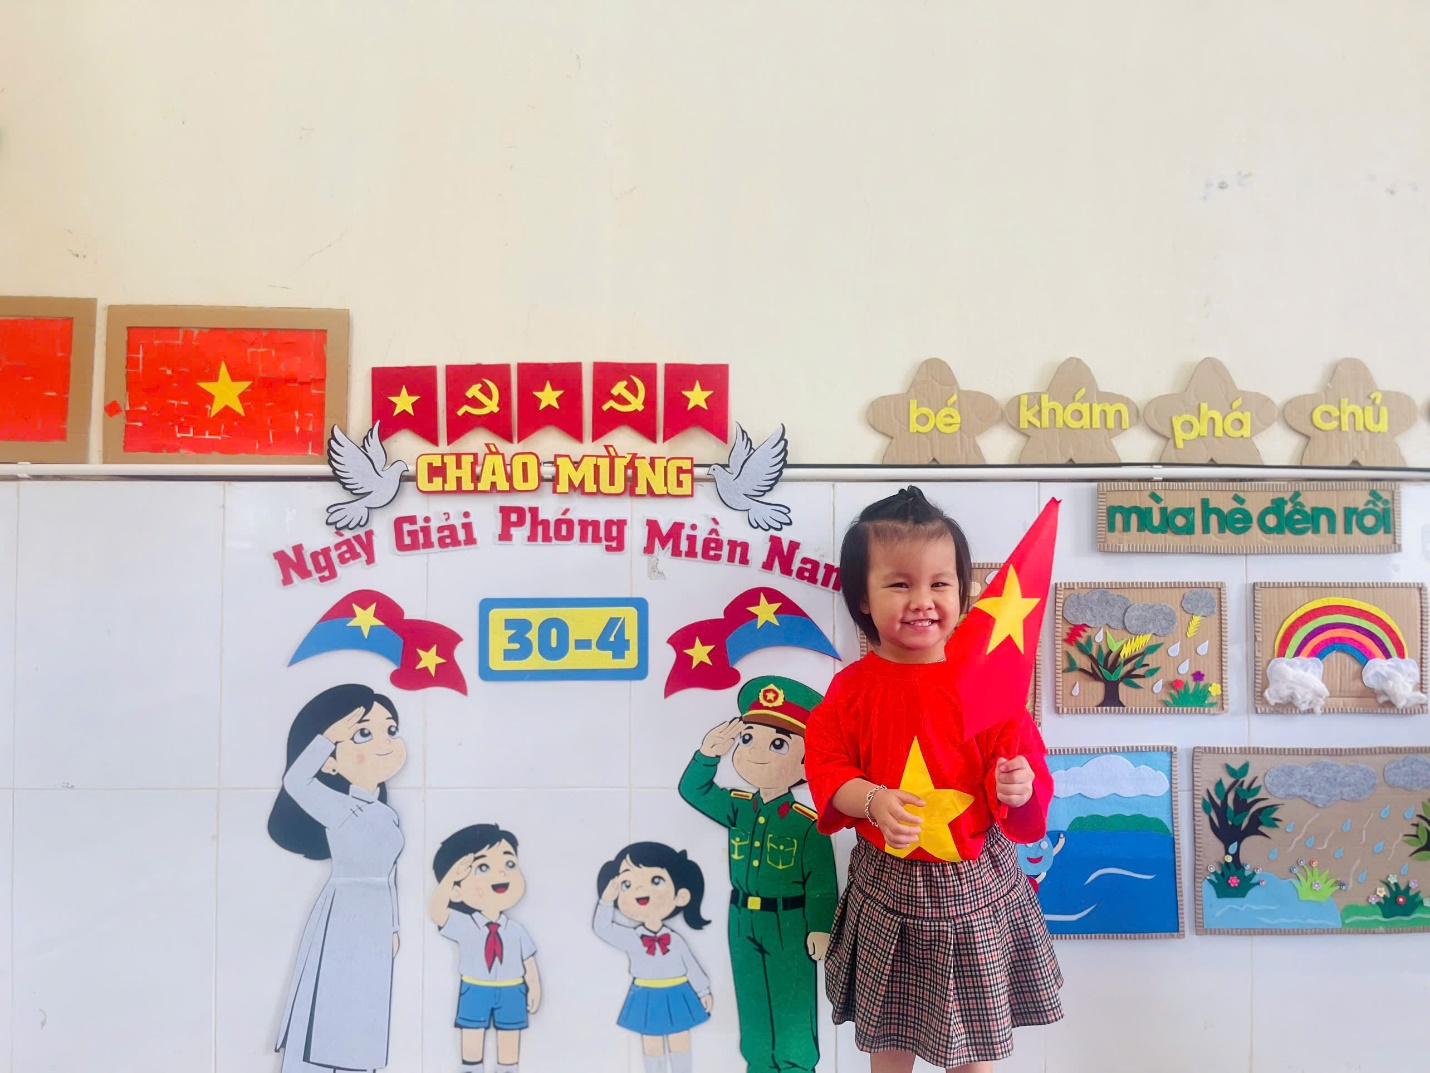 CHÀO MỪNG
Ngày Giải Phóng Miền Nam
30-4
bé khám phá chủ
mùa hè đến rồi